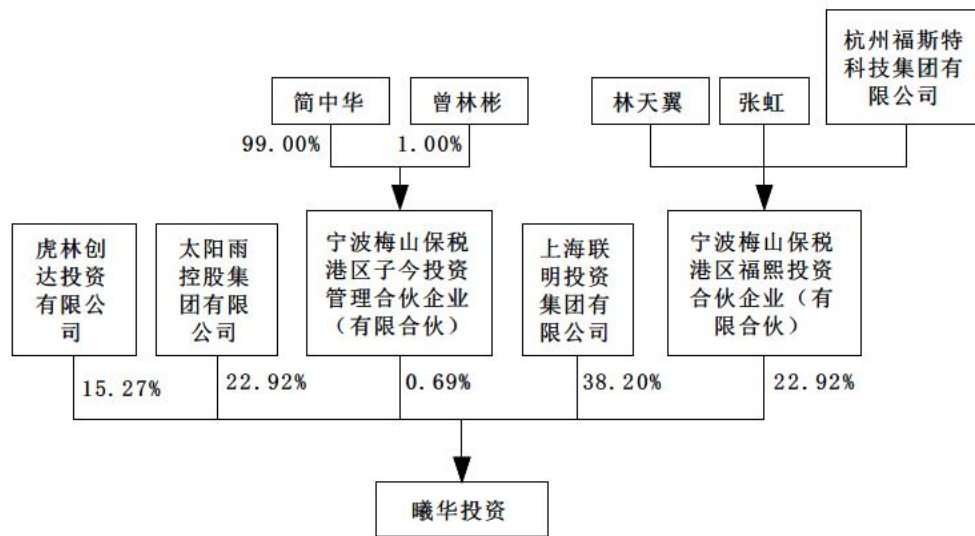 杭州福斯特
科技集团有
限公司
简中华
曾林彬
林天翼
张虹
99.00%
1.00%
虎林创
达投资
有限公
司
太阳雨
控股集
团有限
公司
宁波梅山保税
港区子今投资
管理合伙企业
（有限合伙）
上海联
明投资
集团有
限公司
宁波梅山保税
港区福熙投资
合伙企业（有
限合伙）
15.27%
22.92%
0.69%
38.20%
22.92%
曦华投资